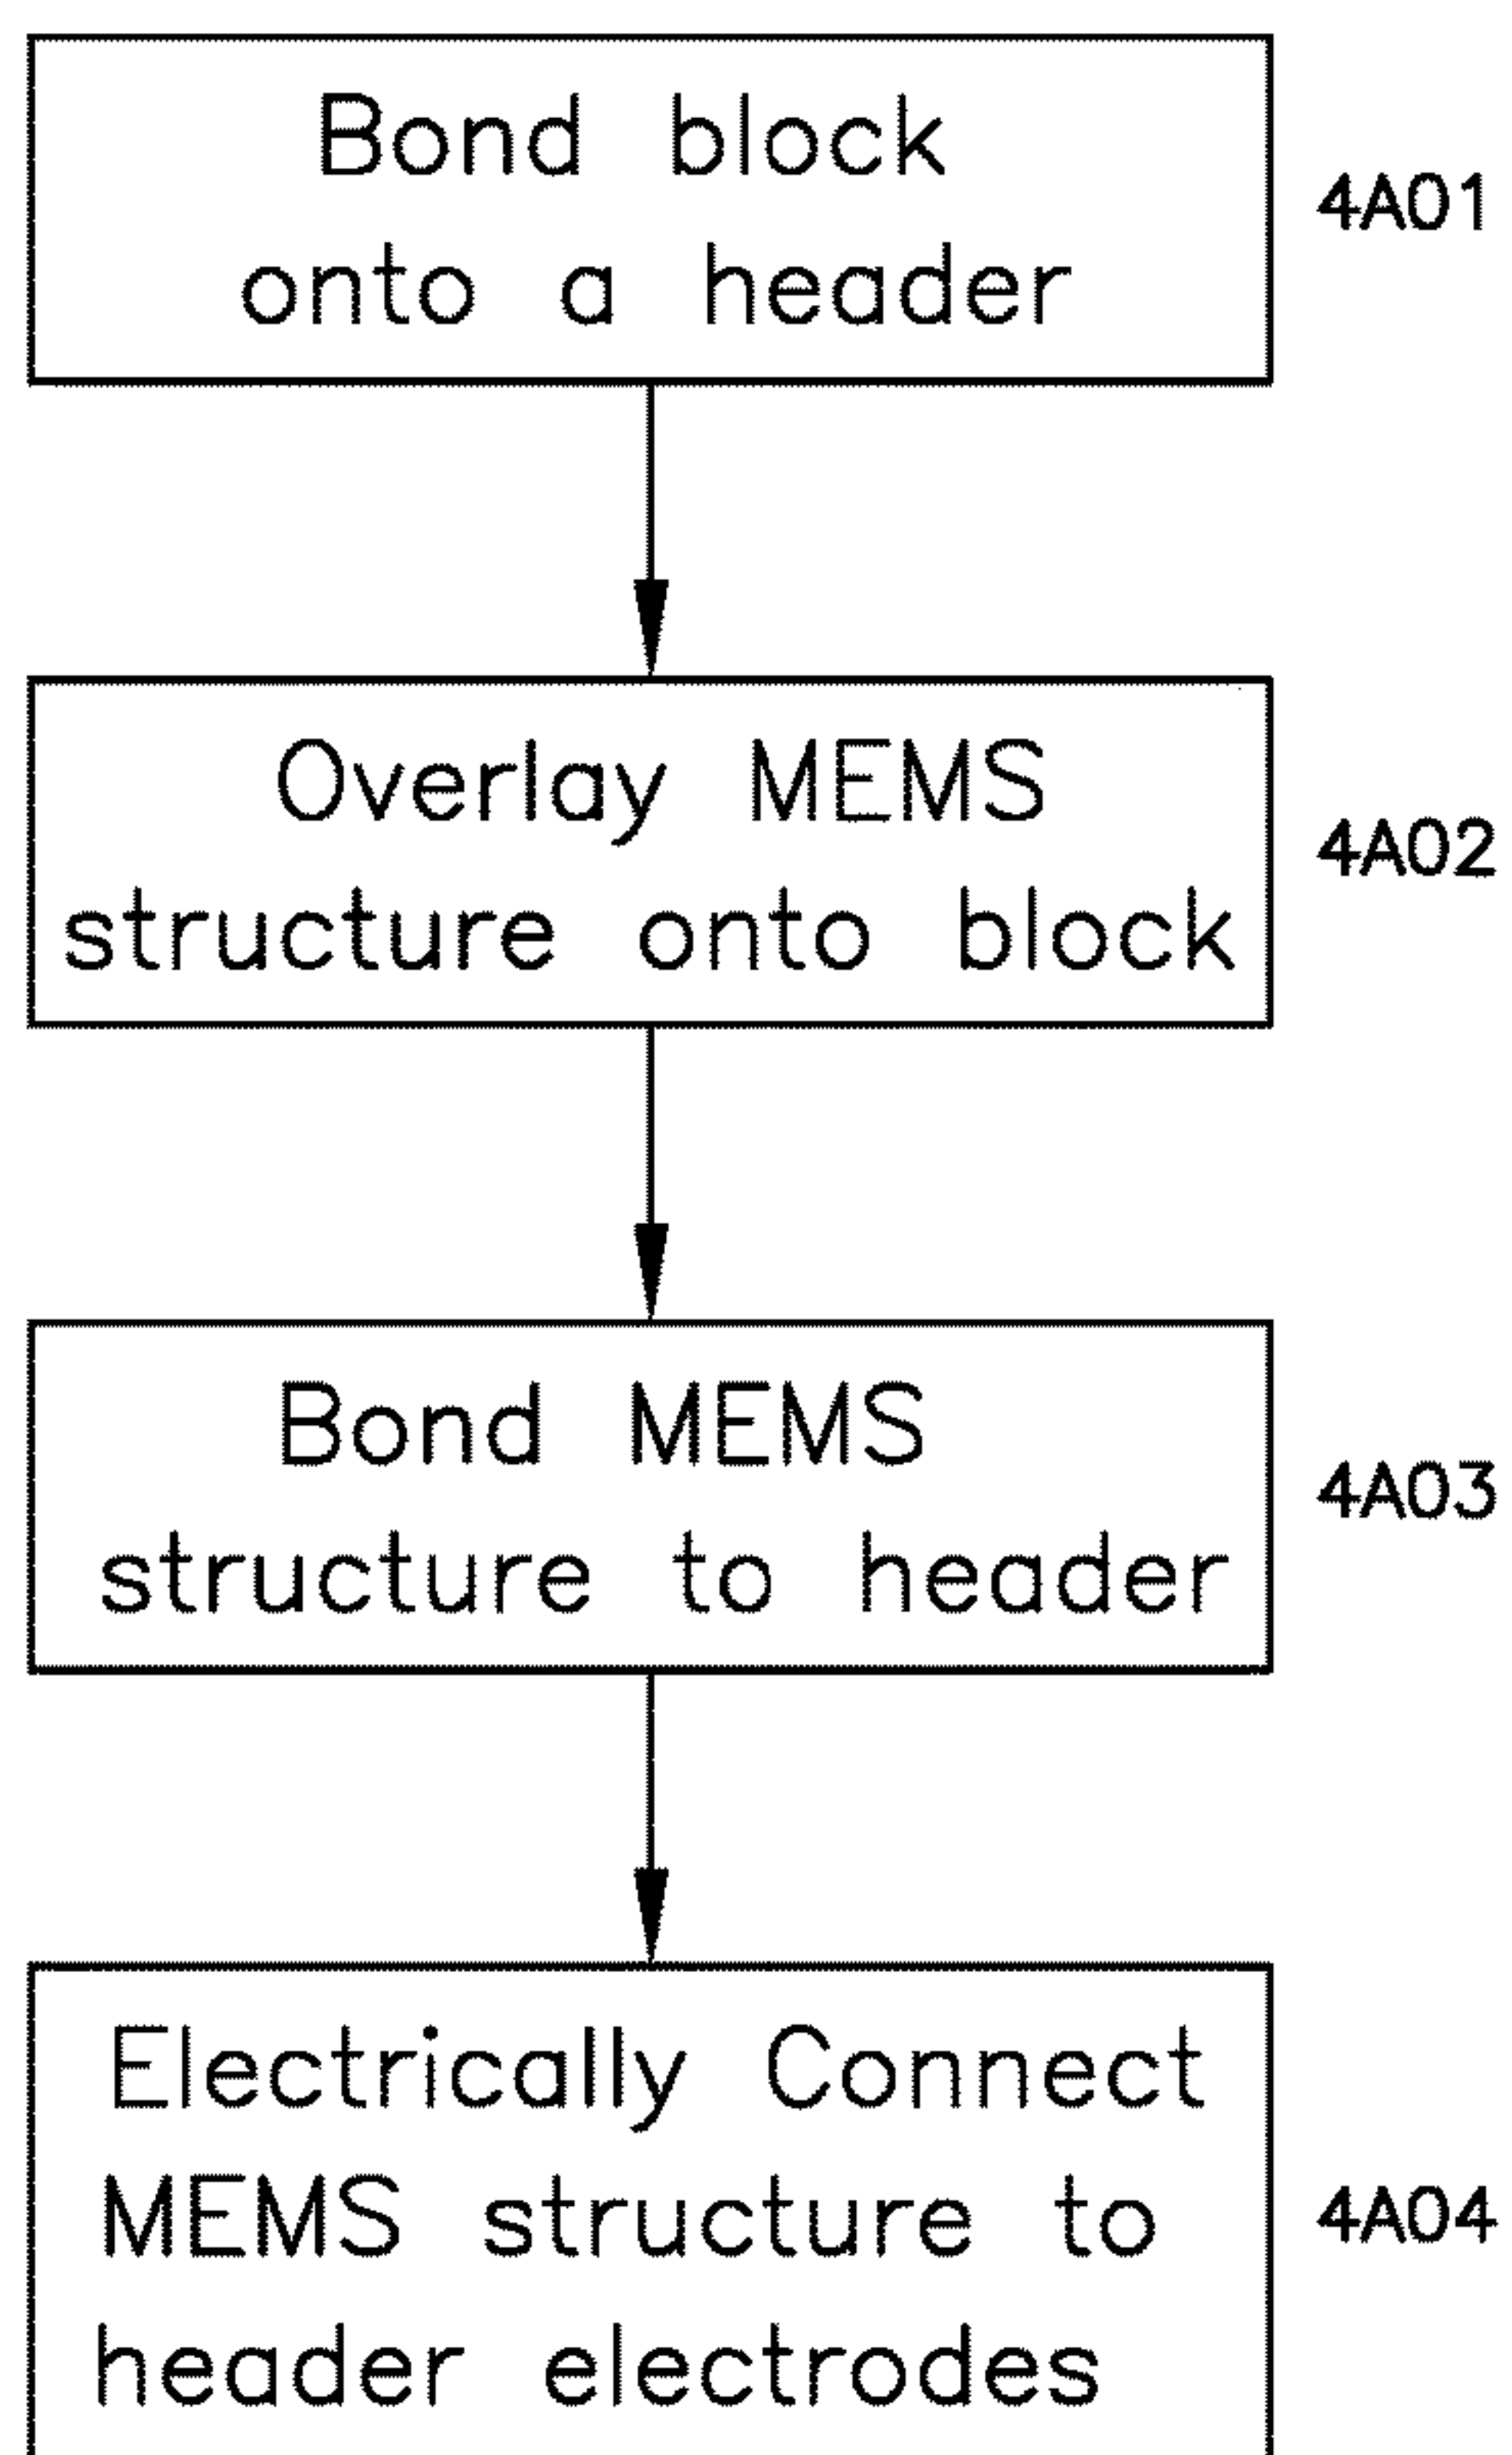 Bond block
onto a header
4A01
Overlay MEMS
structure onto block
4A02
Bond MEMS
structure to header
4A03
Electrically Connect
MEMS structure to
header electrodes
4A04